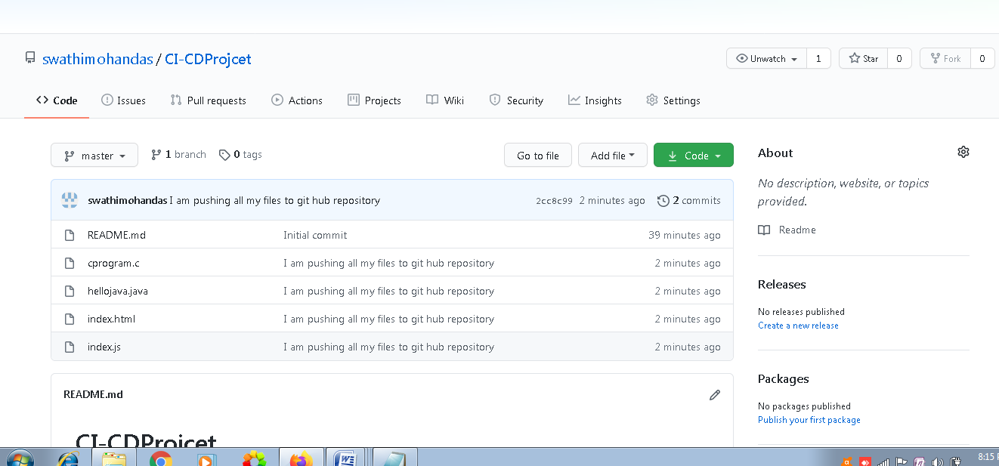 swathimohandas / CI-CDProjcet
Unwatch 1 Star 0 Fork 0
Code Issues Pull requests Actions Projects Wiki Security Insights Settings
master 1 branch 0 tags Go to file Add file Code
swathimohandas I am pushing all my files to git hub repository 2cc8c99 2 minutes ago 2 commits
README.md Initial commit 39 minutes ago
cprogram.c I am pushing all my files to git hub repository 2 minutes ago
hellojava.java I am pushing all my files to git hub repository 2 minutes ago
index.html I am pushing all my files to git hub repository 2 minutes ago
index.js I am pushing all my files to git hub repository 2 minutes ago
README.md
CI-CDProjcet
About
No description, website, or topics
provided.
Readme
Releases
No releases published
Create a new release
Packages
No packages published
Publish your first package
8:15